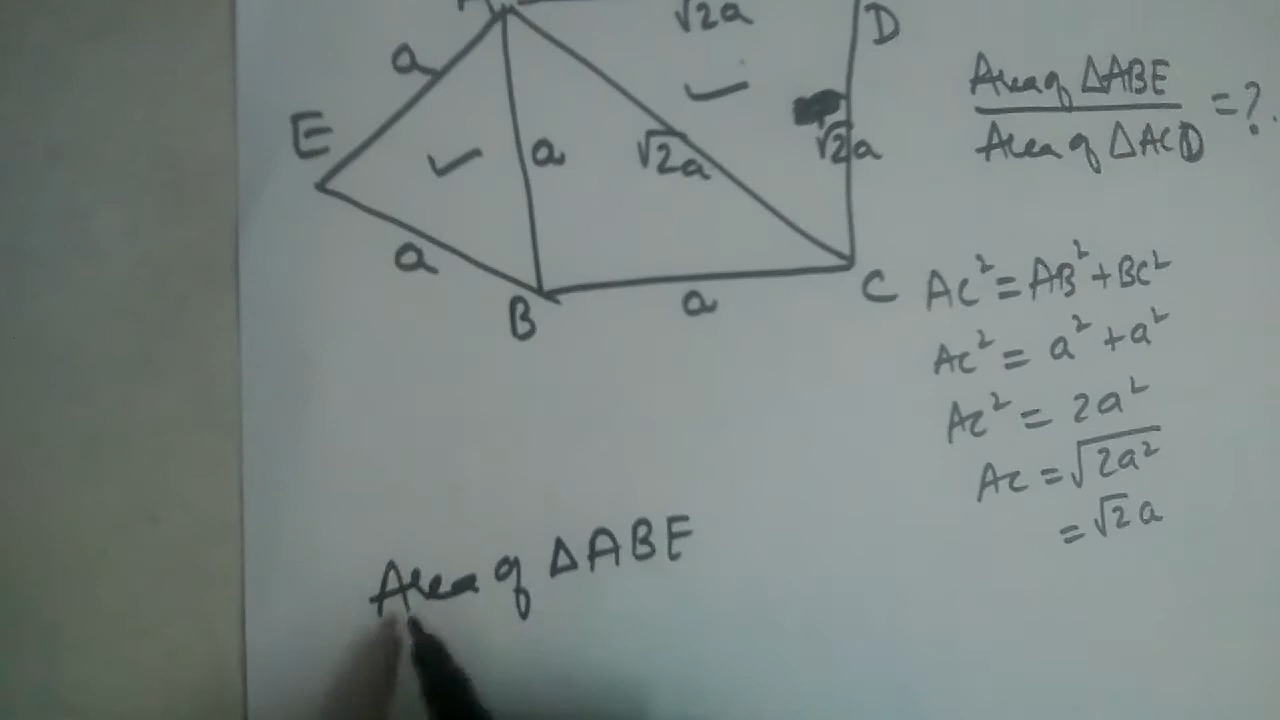 A
√2a
D
a
E
a
√2a
√2a
a
B
a
C
Area of ΔABE
Area of ΔACD
=?.
AC² = AB² + BC²
AC² = a² + a²
AC² = 2a²
AC = √2a²
= √2 a
Area of ΔABE